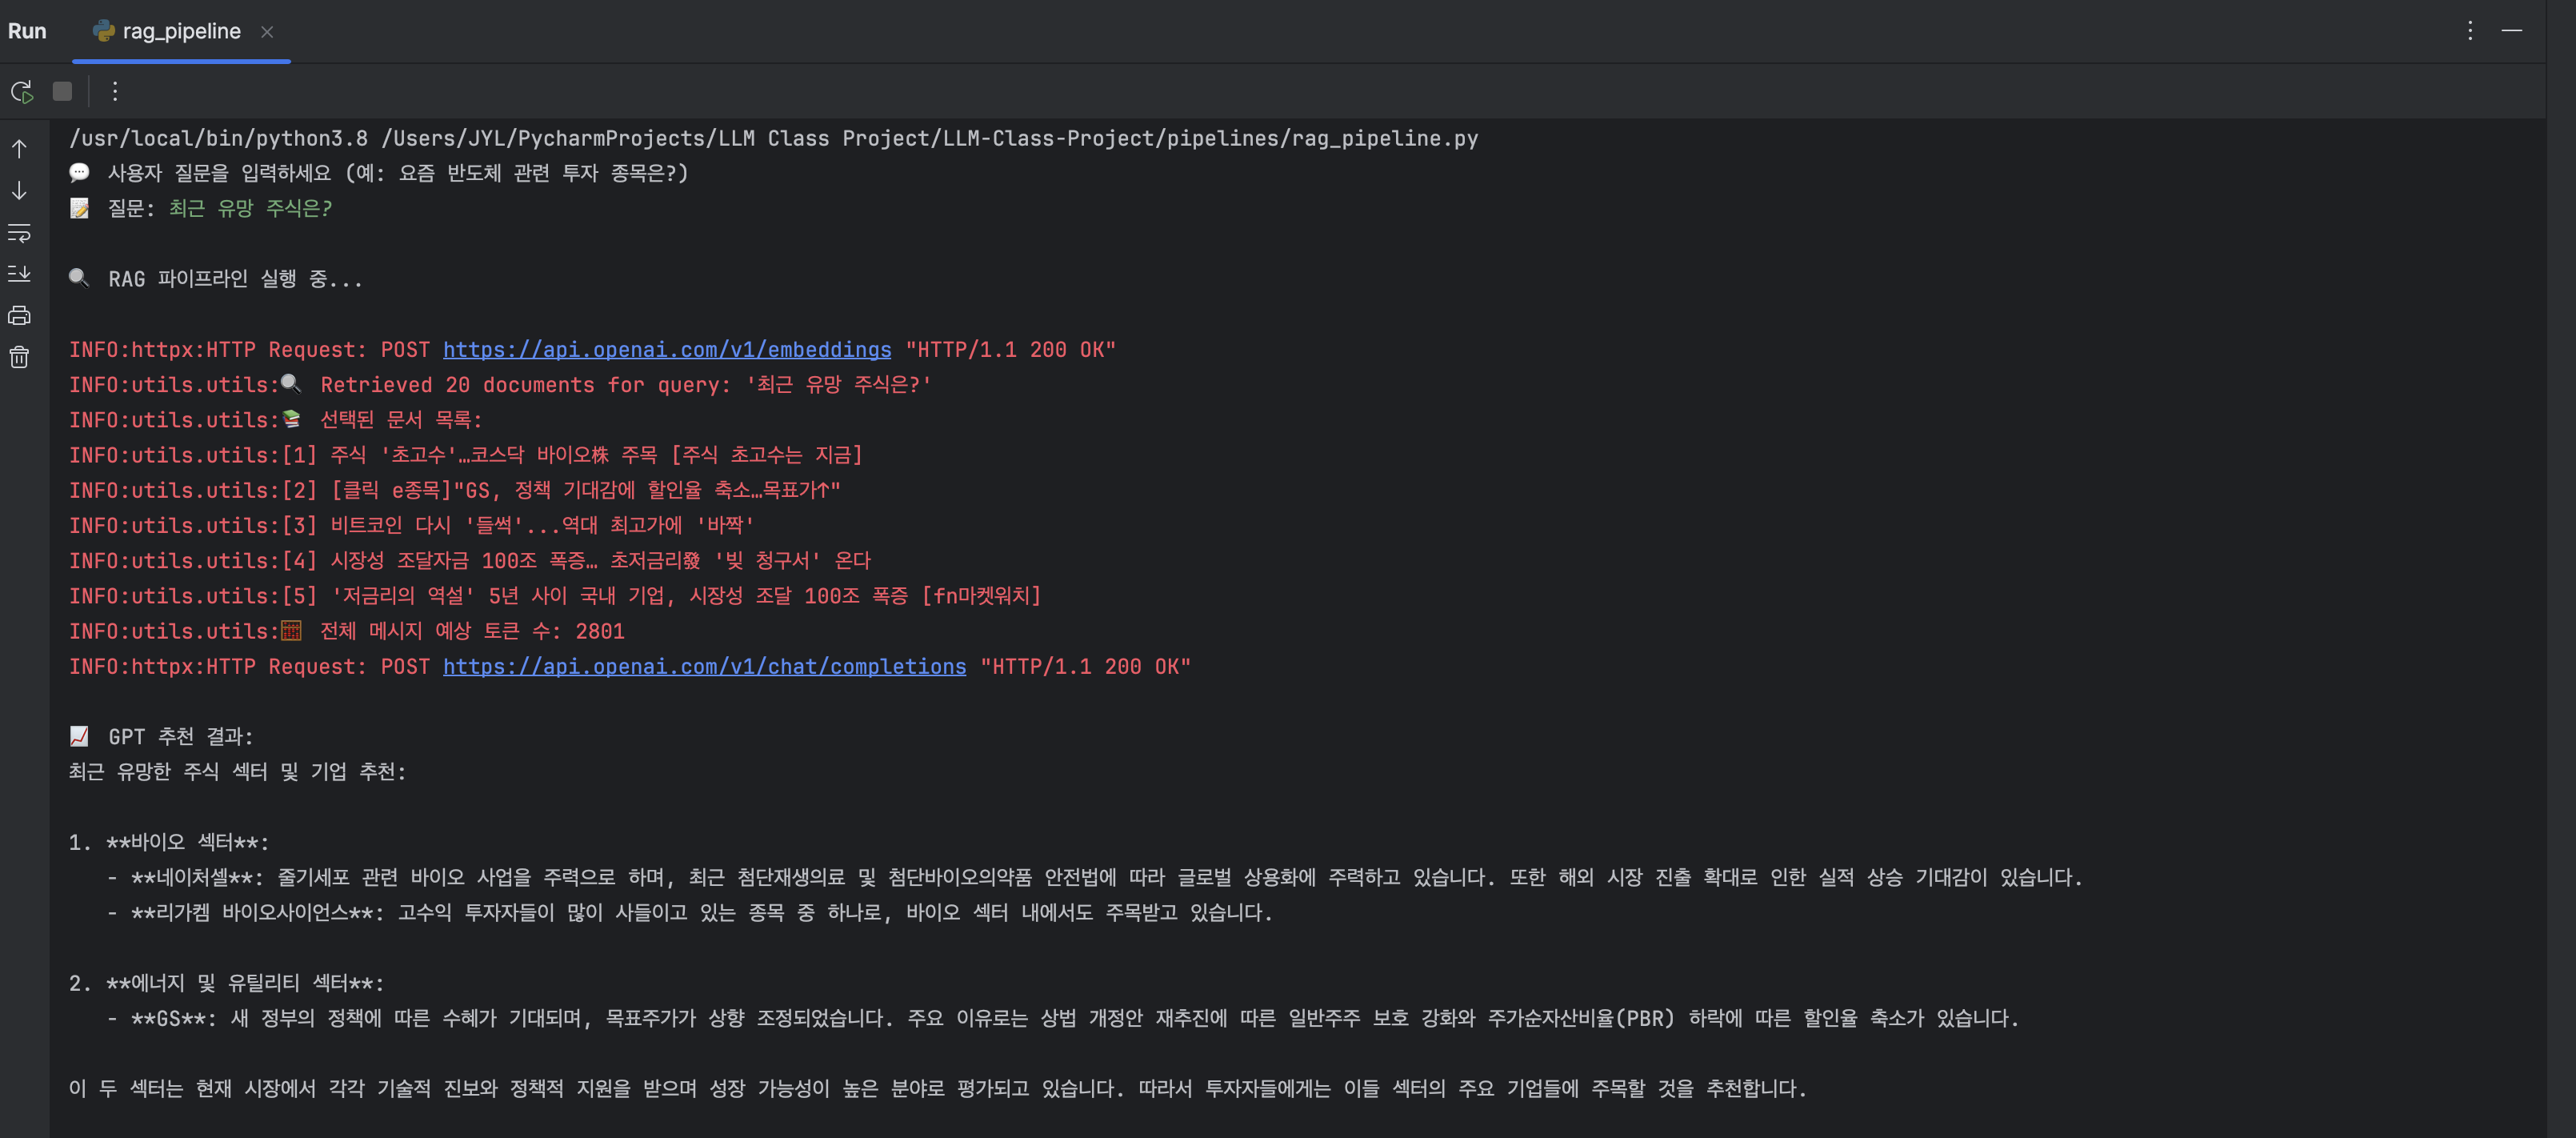 Run rag_pipeline
/usr/local/bin/python3.8 /Users/JYL/PycharmProjects/LLM Class Project/LLM-Class-Project/pipelines/rag_pipeline.py
💬 사용자 질문을 입력하세요 (예: 요즘 반도체 관련 투자 종목은?)
📝 질문: 최근 유망 주식은?
🔍 RAG 파이프라인 실행 중...
INFO:httpx:HTTP Request: POST https://api.openai.com/v1/embeddings "HTTP/1.1 200 OK"
INFO:utils.utils:🔍 Retrieved 20 documents for query: '최근 유망 주식은?'
INFO:utils.utils:📚 선택된 문서 목록:
INFO:utils.utils:[1] 주식 '초고수'…코스닥 바이오株 주목 [주식 초고수는 지금]
INFO:utils.utils:[2] [클릭 e종목]"GS, 정책 기대감에 할인율 축소…목표가↑"
INFO:utils.utils:[3] 비트코인 다시 '들썩'...역대 최고가에 '바짝'
INFO:utils.utils:[4] 시장성 조달자금 100조 폭증… 초저금리發 '빚 청구서' 온다
INFO:utils.utils:[5] '저금리의 역설' 5년 사이 국내 기업, 시장성 조달 100조 폭증 [fn마켓워치]
INFO:utils.utils:🧮 전체 메시지 예상 토큰 수: 2801
INFO:httpx:HTTP Request: POST https://api.openai.com/v1/chat/completions "HTTP/1.1 200 OK"
📈 GPT 추천 결과:
최근 유망한 주식 섹터 및 기업 추천:
1. **바이오 섹터**:
- **네이처셀**: 줄기세포 관련 바이오 사업을 주력으로 하며, 최근 첨단재생의료 및 첨단바이오의약품 안전법에 따라 글로벌 상용화에 주력하고 있습니다. 또한 해외 시장 진출 확대로 인한 실적 상승 기대감이 있습니다.
- **리가켐 바이오사이언스**: 고수익 투자자들이 많이 사들이고 있는 종목 중 하나로, 바이오 섹터 내에서도 주목받고 있습니다.
2. **에너지 및 유틸리티 섹터**:
- **GS**: 새 정부의 정책에 따른 수혜가 기대되며, 목표주가가 상향 조정되었습니다. 주요 이유로는 상법 개정안 재추진에 따른 일반주주 보호 강화와 주가순자산비율(PBR) 하락에 따른 할인율 축소가 있습니다.
이 두 섹터는 현재 시장에서 각각 기술적 진보와 정책적 지원을 받으며 성장 가능성이 높은 분야로 평가되고 있습니다. 따라서 투자자들에게는 이들 섹터의 주요 기업들에 주목할 것을 추천합니다.